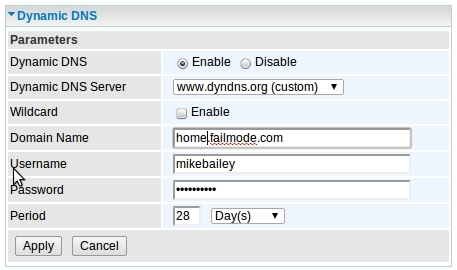 Dynamic DNS
Parameters
Dynamic DNS Enable Disable
Dynamic DNS Server www.dyndns.org (custom)
Wildcard Enable
Domain Name home.failmode.com
Username mikebailey
Password ••••••••••
Period 28 Day(s)
Apply Cancel